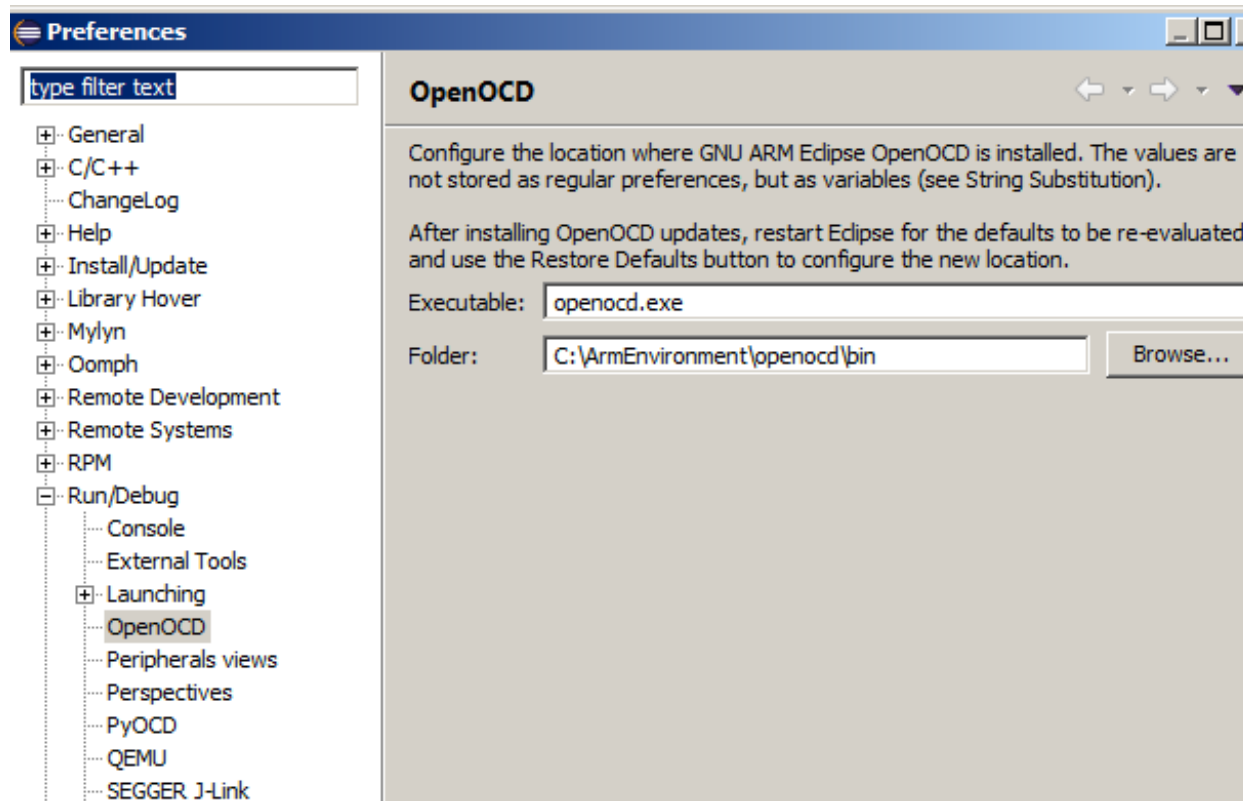 Preferences
type filter text
General
C/C++
ChangeLog
Help
Install/Update
Library Hover
Mylyn
Oomph
Remote Development
Remote Systems
RPM
Run/Debug
Console
External Tools
Launching
OpenOCD
Peripherals views
Perspectives
PyOCD
QEMU
SEGGER J-Link
OpenOCD
Configure the location where GNU ARM Eclipse OpenOCD is installed. The values are
not stored as regular preferences, but as variables (see String Substitution).
After installing OpenOCD updates, restart Eclipse for the defaults to be re-evaluated
and use the Restore Defaults button to configure the new location.
Executable: openocd.exe
Folder: C:\ArmEnvironment\openocd\bin Browse...